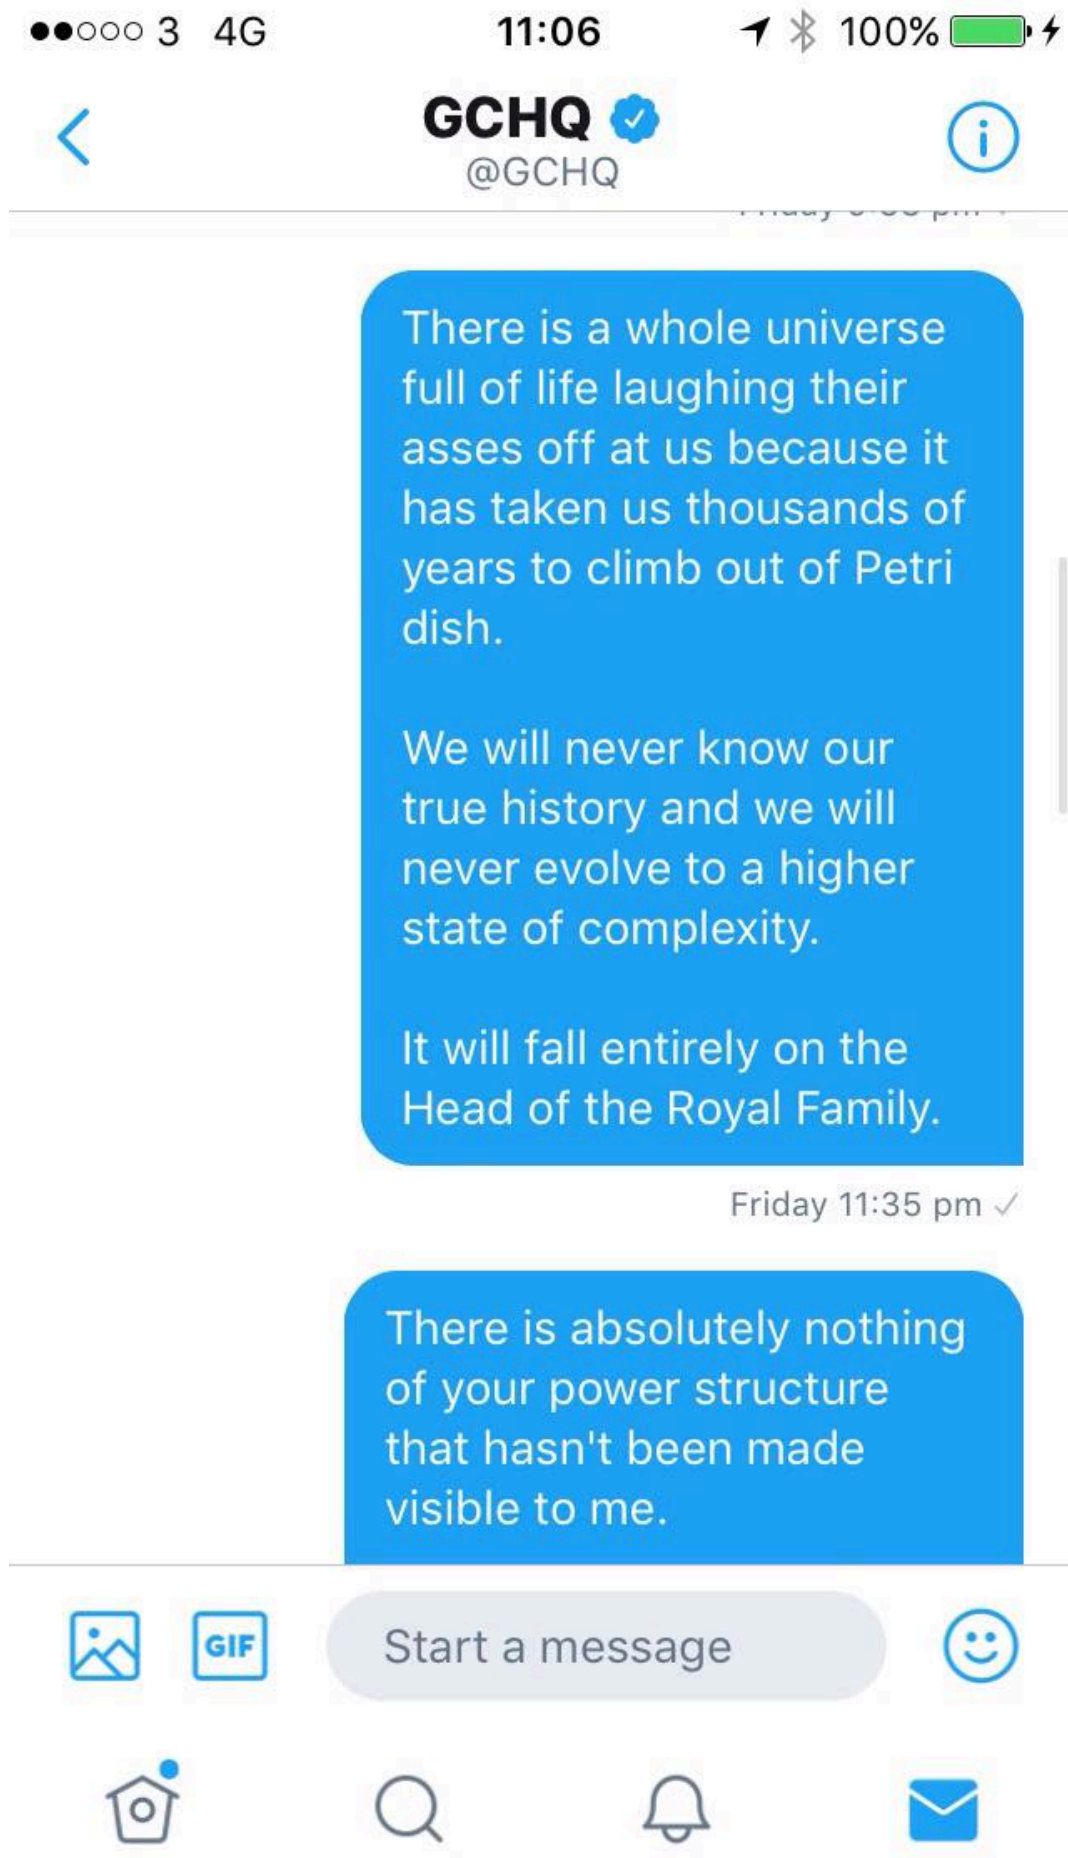 3 4G 11:06 100%
GCHQ
@GCHQ
There is a whole universe
full of life laughing their
asses off at us because it
has taken us thousands of
years to climb out of Petri
dish.
We will never know our
true history and we will
never evolve to a higher
state of complexity.
It will fall entirely on the
Head of the Royal Family.
Friday 11:35 pm
There is absolutely nothing
of your power structure
that hasn't been made
visible to me.
GIF Start a message